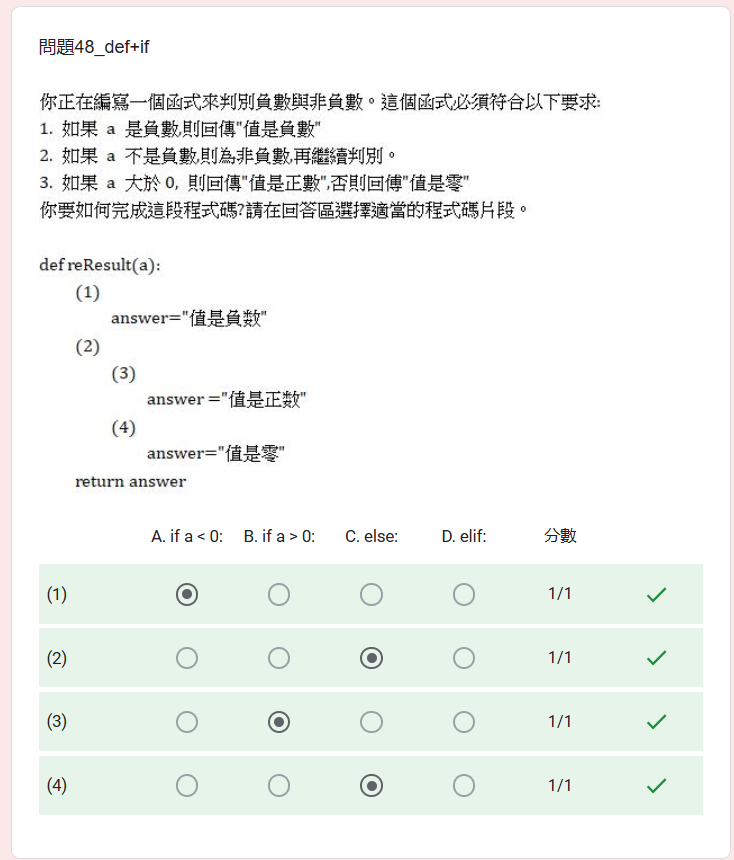 問題48_def+if
你正在編寫一個函式來判別負數與非負數。這個函式必須符合以下要求:
1. 如果 a 是負數,則回傳"值是負數"
2. 如果 a 不是負數,則為非負數,再繼續判別。
3. 如果 a 大於 0, 則回傳"值是正數",否則回傳"值是零"
你要如何完成這段程式碼?請在回答區選擇適當的程式碼片段。
def reResult(a):
(1)
answer="值是負数"
(2)
(3)
answer ="值是正数"
(4)
answer="值是零"
return answer
A. if a < 0: B. if a > 0: C. else: D. elif: 分數
(1) 1/1
(2) 1/1
(3) 1/1
(4) 1/1